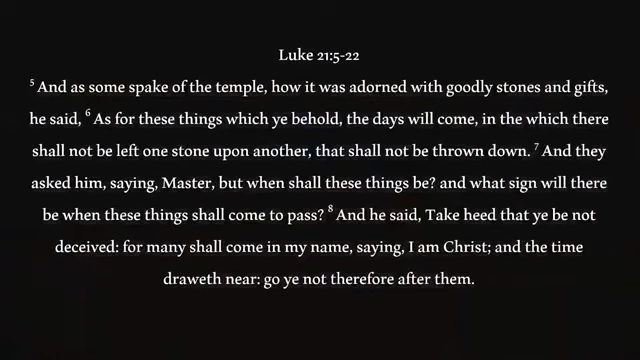 Luke 21:5-22
⁵ And as some spake of the temple, how it was adorned with goodly stones and gifts,
he said, ⁶ As for these things which ye behold, the days will come, in the which there
shall not be left one stone upon another, that shall not be thrown down. ⁷ And they
asked him, saying, Master, but when shall these things be? and what sign will there
be when these things shall come to pass? ⁸ And he said, Take heed that ye be not
deceived: for many shall come in my name, saying, I am Christ; and the time
draweth near: go ye not therefore after them.